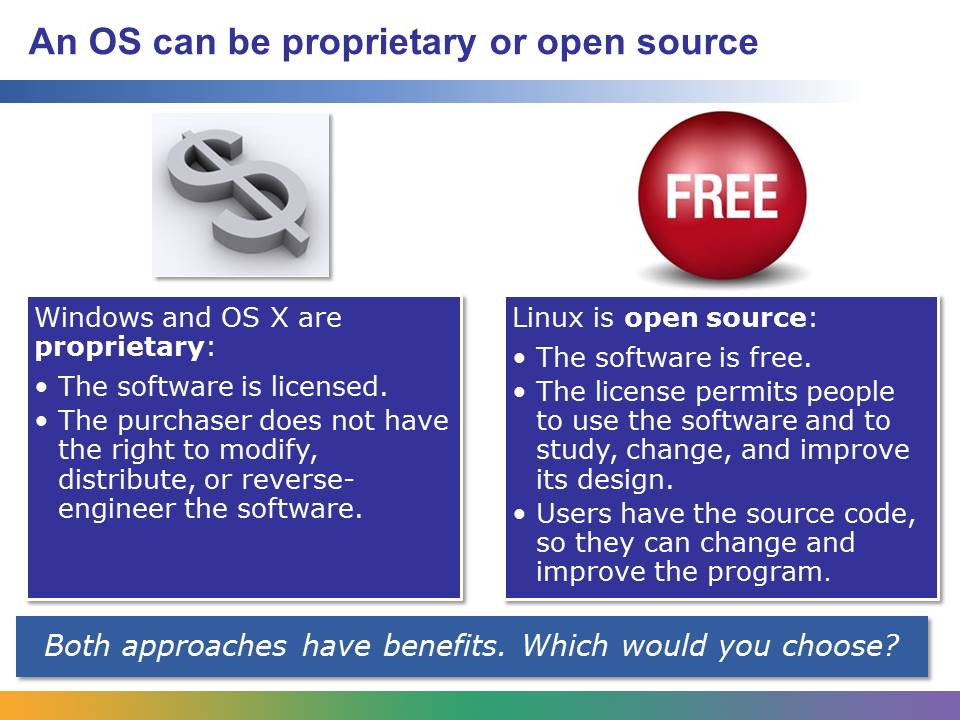 An OS can be proprietary or open source
FREE
Windows and OS X are
proprietary:
• The software is licensed.
• The purchaser does not have
the right to modify,
distribute, or reverse-
engineer the software.
Linux is open source:
• The software is free.
• The license permits people
to use the software and to
study, change, and improve
its design.
• Users have the source code,
so they can change and
improve the program.
Both approaches have benefits. Which would you choose?